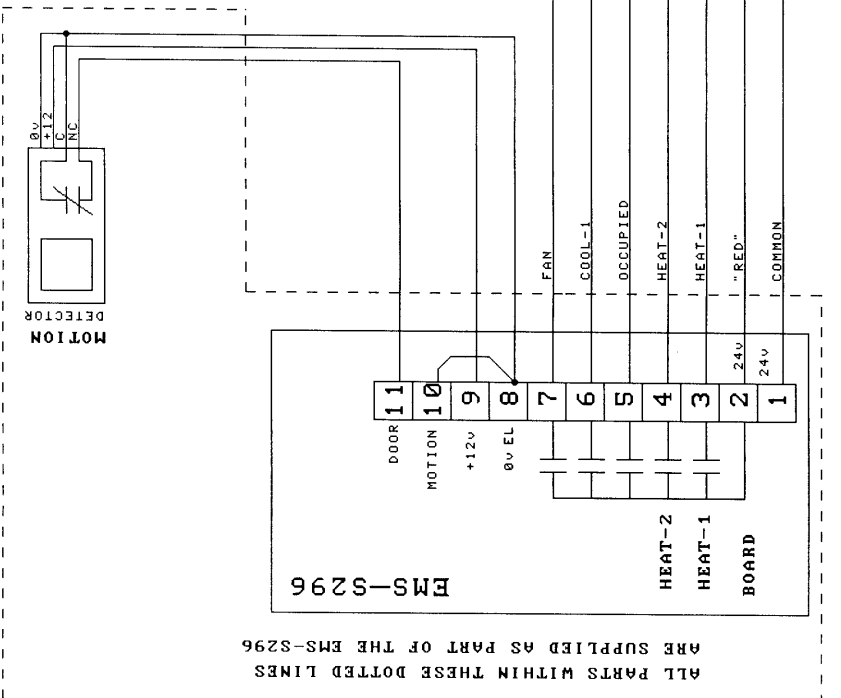 0v
+12
C
NC
MOTION
DETECTOR
FAN
COOL-1
OCCUPIED
HEAT-2
HEAT-1
"RED"
COMMON
24v
24v
11
10
9
8
7
6
5
4
3
2
1
DOOR
MOTION
+12v
0v EL
HEAT-2
HEAT-1
BOARD
EMS-S296
ALL PARTS WITHIN THESE DOTTED LINES
ARE SUPPLIED AS PART OF THE EMS-S296